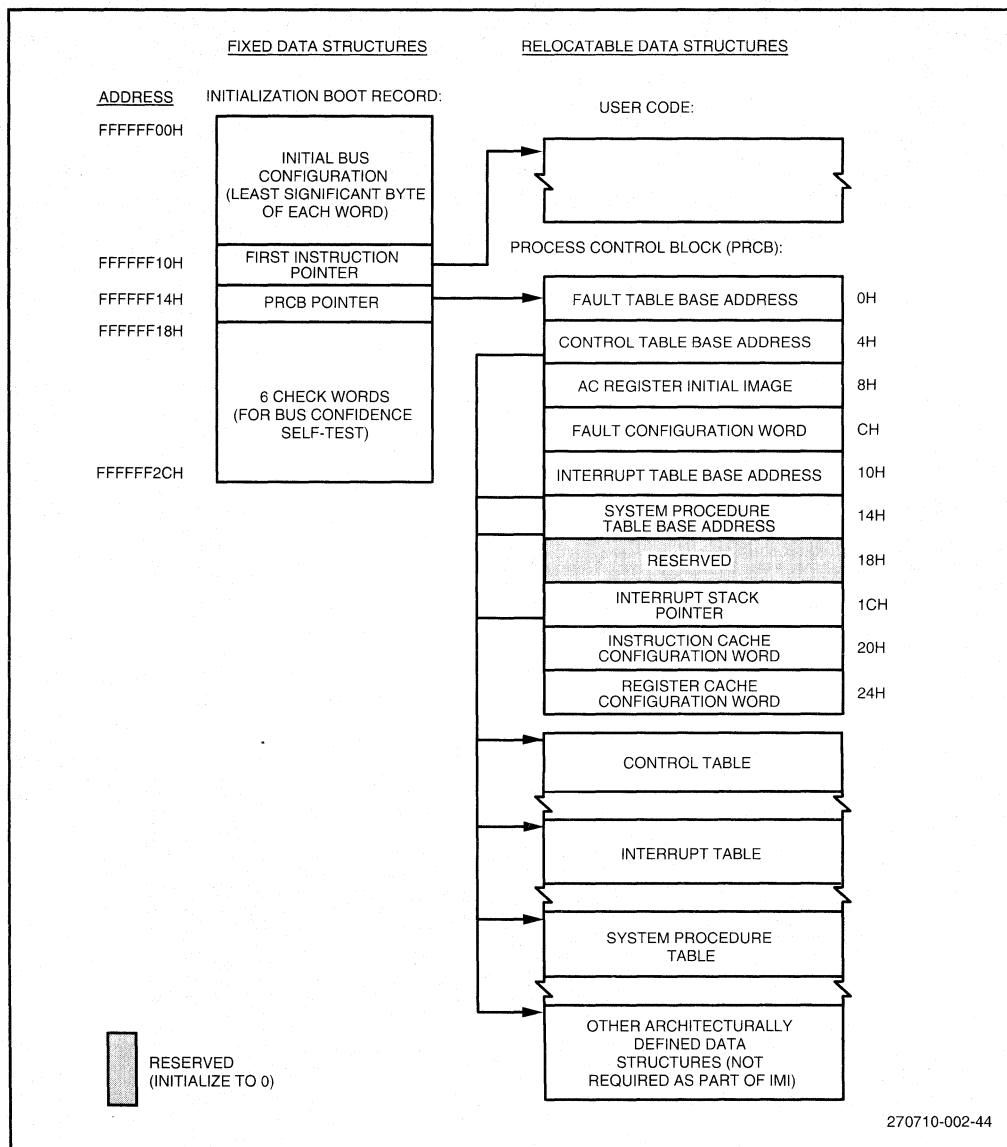 FIXED DATA STRUCTURES
RELOCATABLE DATA STRUCTURES
ADDRESS
INITIALIZATION BOOT RECORD:
USER CODE:
FFFFFF00H
INITIAL BUS
CONFIGURATION
(LEAST SIGNIFICANT BYTE
OF EACH WORD)
FFFFFF10H
FIRST INSTRUCTION
POINTER
FFFFFF14H
PRCB POINTER
FFFFFF18H
6 CHECK WORDS
(FOR BUS CONFIDENCE
SELF-TEST)
FFFFFF2CH
PROCESS CONTROL BLOCK (PRCB):
FAULT TABLE BASE ADDRESS
0H
CONTROL TABLE BASE ADDRESS
4H
AC REGISTER INITIAL IMAGE
8H
FAULT CONFIGURATION WORD
CH
INTERRUPT TABLE BASE ADDRESS
10H
SYSTEM PROCEDURE
TABLE BASE ADDRESS
14H
RESERVED
18H
INTERRUPT STACK
POINTER
1CH
INSTRUCTION CACHE
CONFIGURATION WORD
20H
REGISTER CACHE
CONFIGURATION WORD
24H
CONTROL TABLE
INTERRUPT TABLE
SYSTEM PROCEDURE
TABLE
OTHER ARCHITECTURALLY
DEFINED DATA
STRUCTURES (NOT
REQUIRED AS PART OF IMI)
RESERVED
(INITIALIZE TO 0)
270710-002-44